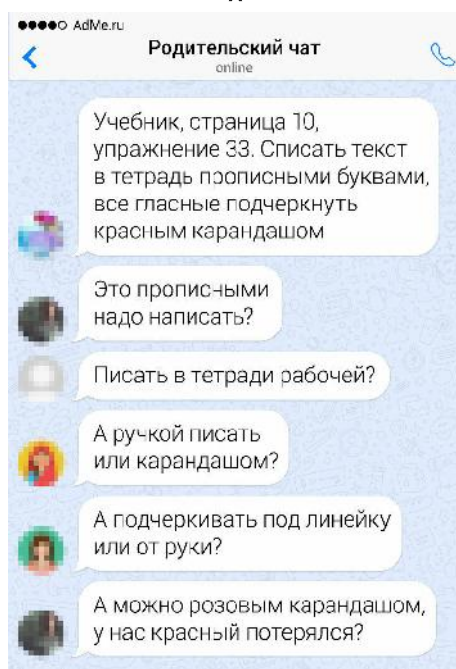 AdMe.ru
Родительский чат
online
Учебник, страница 10,
упражнение 33. Списать текст
в тетрадь прописными буквами,
все гласные подчеркнуть
красным карандашом
Это прописными
надо написать?
Писать в тетради рабочей?
А ручкой писать
или карандашом?
А подчеркивать под линейку
или от руки?
А можно розовым карандашом,
у нас красный потерялся?